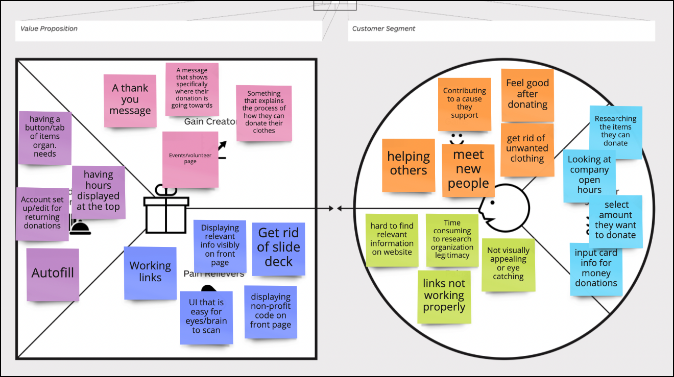 Value Proposition
Customer Segment
A thank
you
message
A message
that shows
specifically
where their
donation is
going towards
Something
that explains
the process of
how they can
donate their
clothes
Gain Creato
Events/volunteer
page
having a
button/tab
of items
organ.
needs
having
hours
displayed
at the top
Account set
up/edit for
returning
donations
Autofill
Working
links
Displaying
relevant
info visibly
on front
page
Get rid
of slide
deck
Pain Relievers
UI that is
easy for
eyes/brain
to scan
displaying
non-profit
code on
front page
Contributing
to a cause
they
support
Feel good
after
donating
helping
others
meet
new
people
get rid of
unwanted
clothing
Researching
the items
they can
donate
Looking at
company
open
hours
select
amount
they want
to donate
input card
info for
money
donations
hard to find
relevant
information
on website
Time
consuming
to research
organization
legitimacy
Not visually
appealing
or eye
catching
links not
working
properly